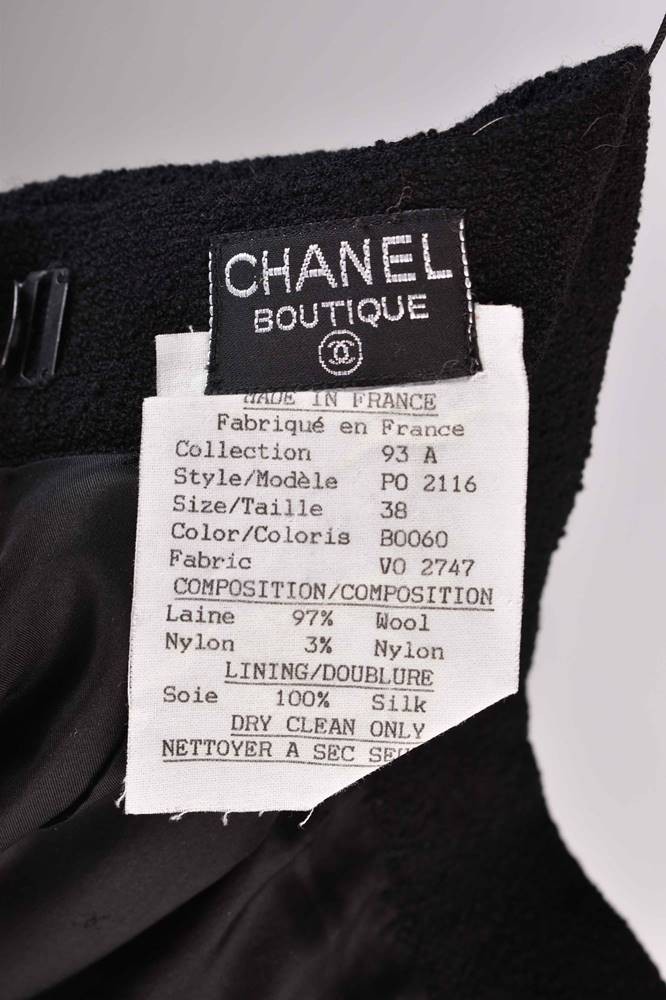 CHANEL
BOUTIQUE
MADE IN FRANCE
Fabriqué en France
Collection 93 A
Style/Modèle PO 2116
Size/Taille 38
Color/Coloris B0060
Fabric VO 2747
COMPOSITION/COMPOSITION
Laine 97% Wool
Nylon 3% Nylon
LINING/DOUBLURE
Soie 100% Silk
DRY CLEAN ONLY
NETTOYER A SEC